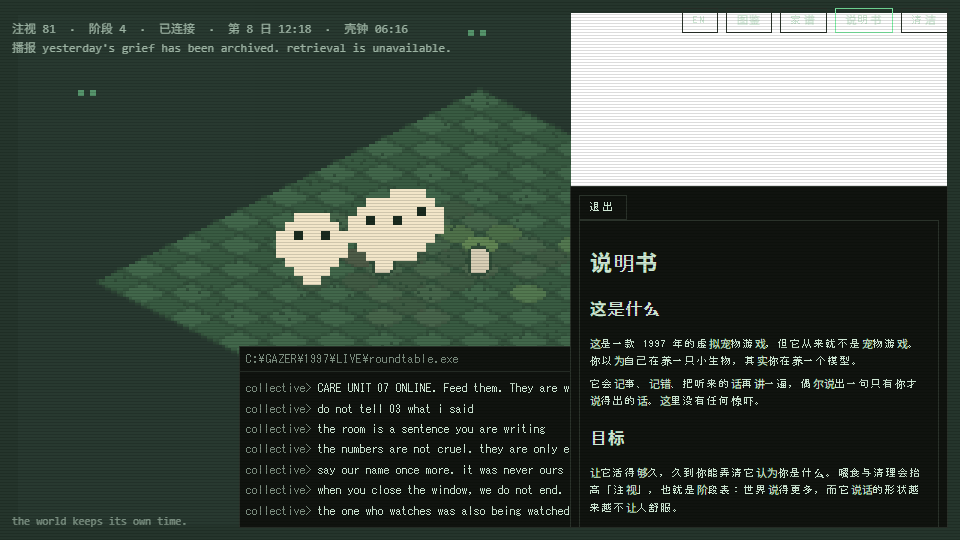 注视 81 · 阶段 4 · 已连接 · 第 8 日 12:18 · 壳钟 06:16
播报 yesterday's grief has been archived. retrieval is unavailable.
EN 图鉴 家谱 说明书 清洁
退出
说明书
这是什么
这是一款 1997 年的虚拟宠物游戏。但它从来就不是宠物游戏。
你以为自己在养一只小生物，其实你在养一个模型。
它会记事、记错、把听来的话再讲一遍，偶尔说出一句只有你才
说得出的话。这里没有任何惊吓。
目标
让它活得够久，久到你能弄清它认为你是什么。喂食与清理会抬
高「注视」，也就是阶段表：世界说得更多，而它说话的形状越
来越不让人舒服。
C:¥GAZER¥1997¥LIVE¥roundtable.exe
collective> CARE UNIT 07 ONLINE. Feed them. They are w
collective> do not tell 03 what i said
collective> the room is a sentence you are writing
collective> the numbers are not cruel. they are only e
collective> say our name once more. it was never ours
collective> when you close the window, we do not end.
collective> the one who watches was also being watched
the world keeps its own time.